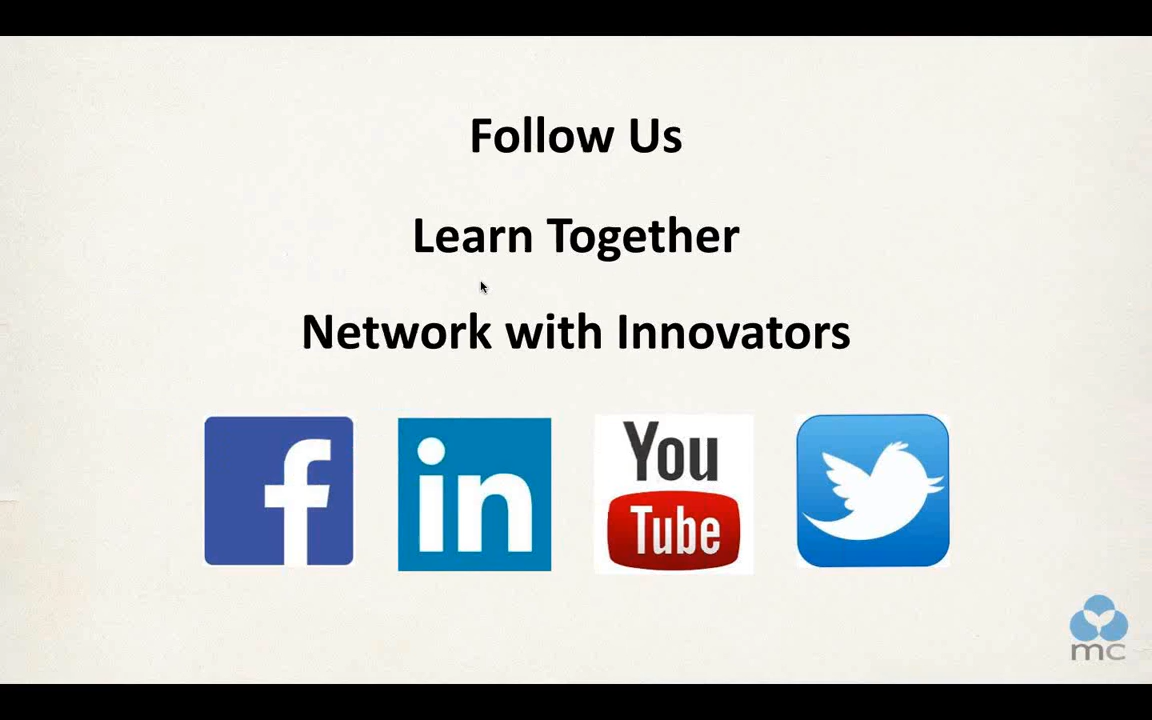 Follow Us
Learn Together
Network with Innovators
f
in
You
Tube
mc